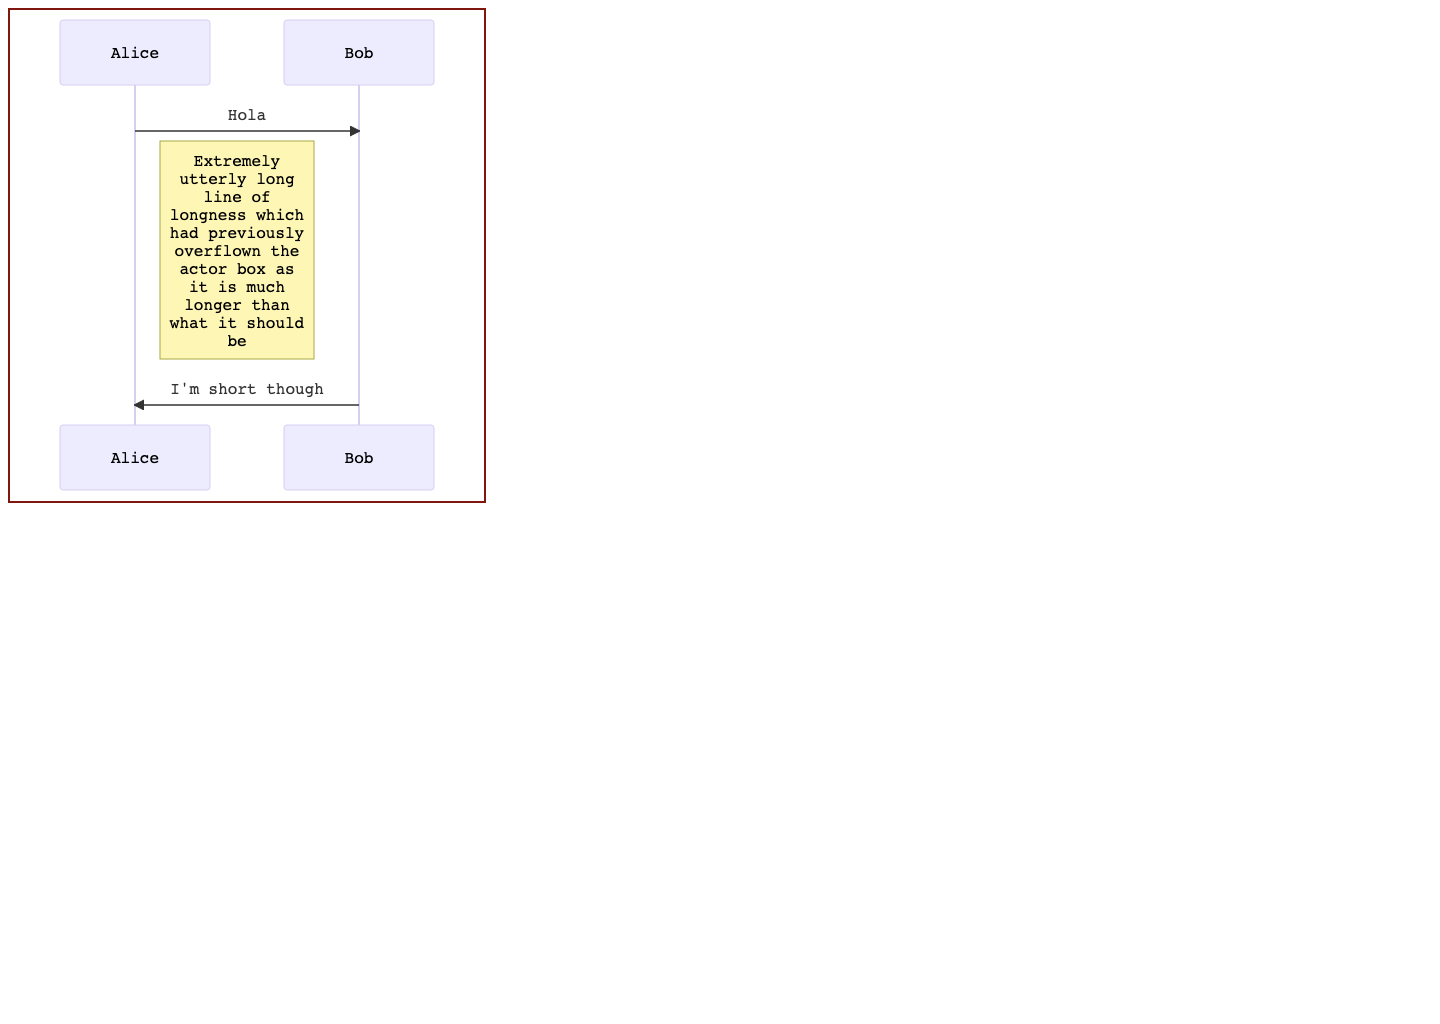 Alice
Bob
Hola
Extremely
utterly long
line of
longness which
had previously
overflown the
actor box as
it is much
longer than
what it should
be
I'm short though
Alice
Bob